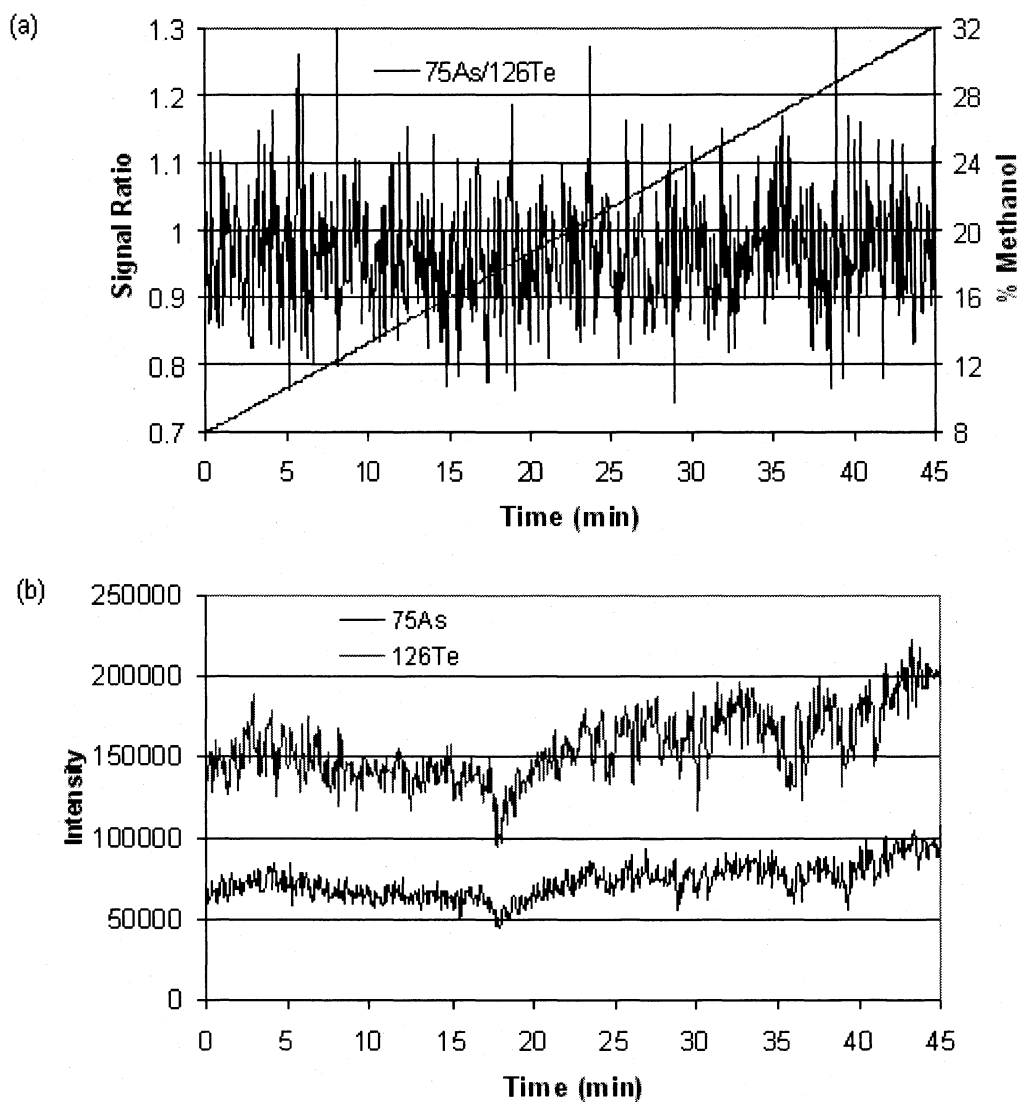 (a)
1.3
1.2
1.1
1
0.9
0.8
0.7
Signal Ratio
75As/126Te
32
28
24
20
16
12
8
% Methanol
0 5 10 15 20 25 30 35 40 45
Time (min)
(b)
250000
200000
150000
100000
50000
0
Intensity
75As
126Te
0 5 10 15 20 25 30 35 40 45
Time (min)